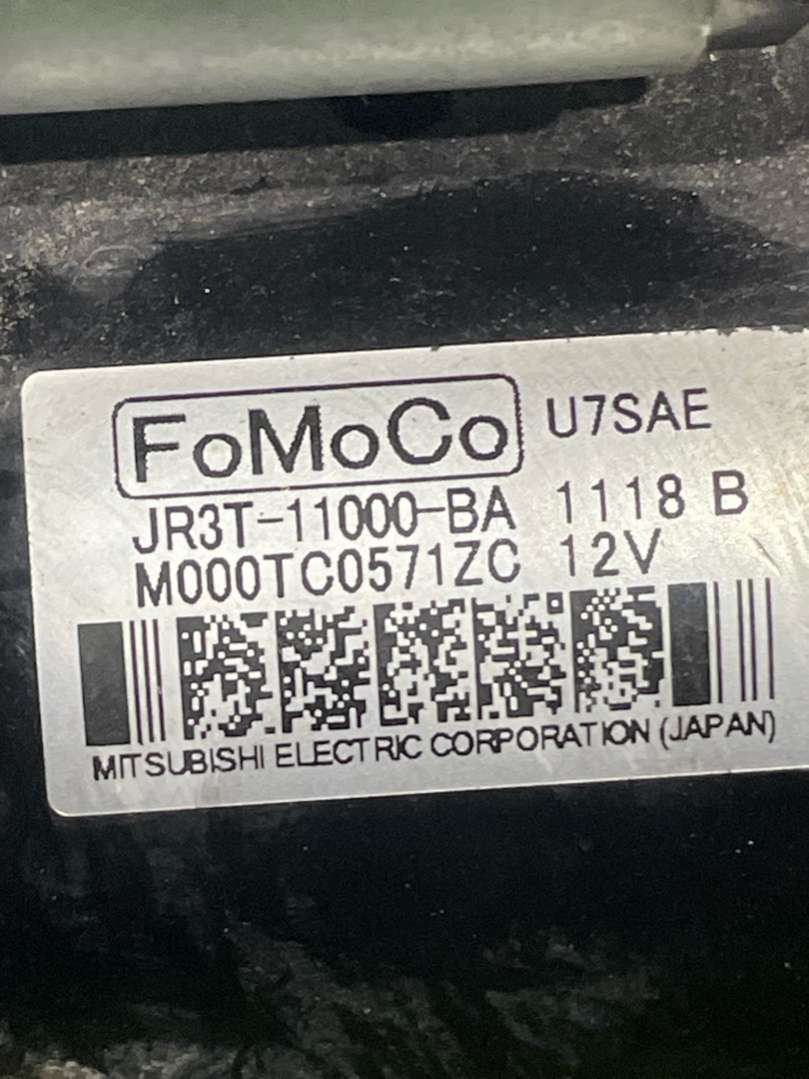 FoMoCo U7SAE
JR3T-11000-BA 1118 B
M000TC0571ZC 12V
MITSUBISHI ELECTRIC CORPORATION (JAPAN)